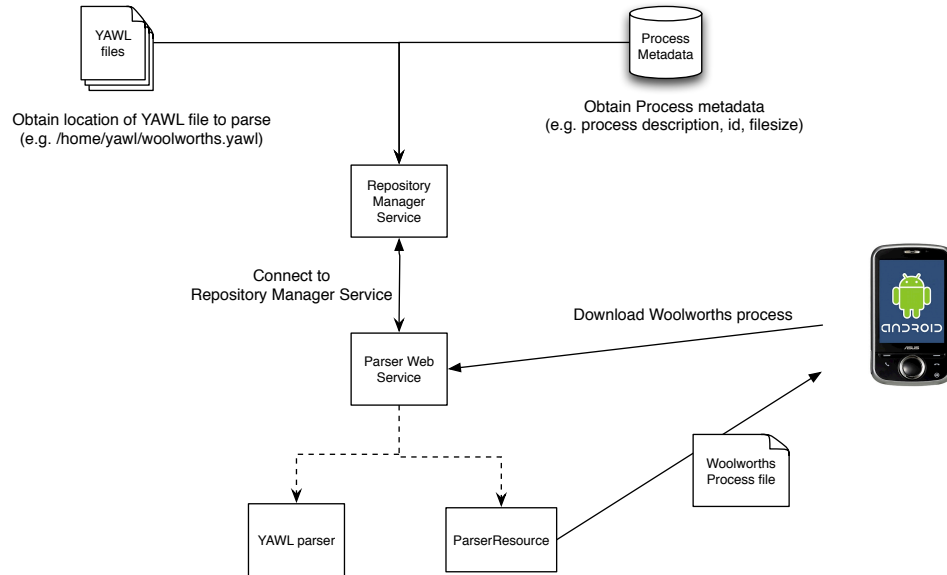 YAWL
files
Process
Metadata
Obtain location of YAWL file to parse
(e.g. /home/yawl/woolworths.yawl)
Obtain Process metadata
(e.g. process description, id, filesize)
Repository
Manager
Service
Connect to
Repository Manager Service
Download Woolworths process
ANDROID
ASUS
Parser Web
Service
Woolworths
Process file
YAWL parser
ParserResource